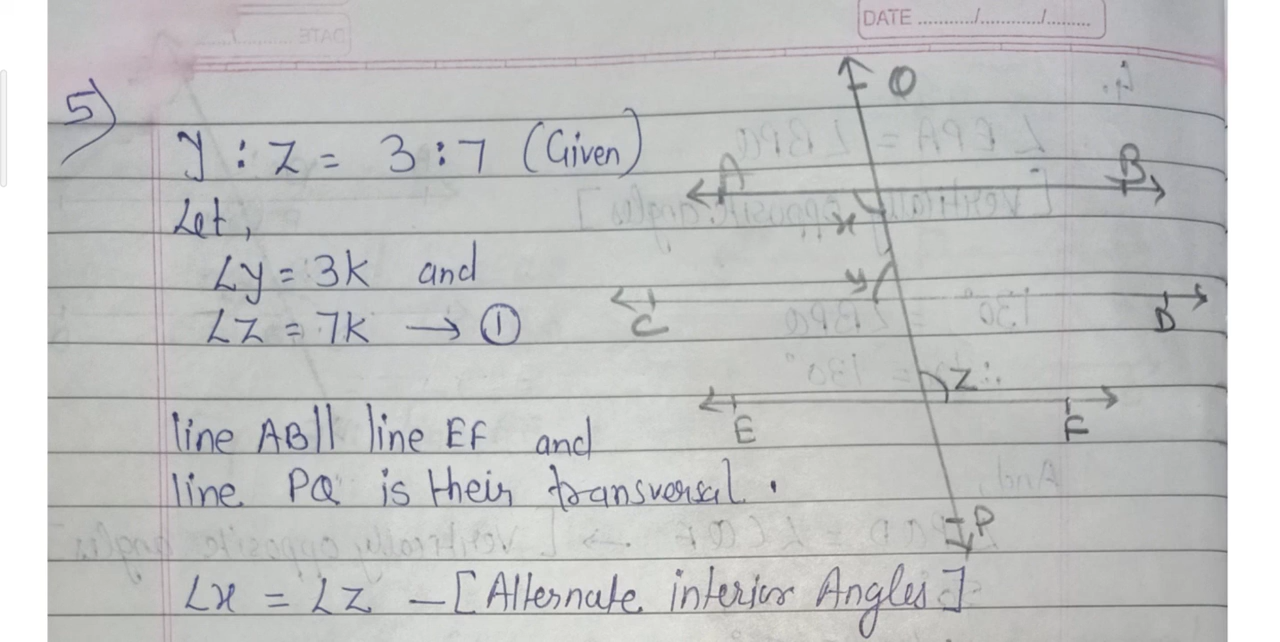 DATE ........../............/..........
5)
y : z = 3 : 7 (Given)
Let,
∠y = 3k and
∠z = 7k → ①
line AB || line EF and
line PQ is their transversal.
∠x = ∠z – [Alternate interior Angles]
Q
A
B
x
y
C
D
z
E
F
P